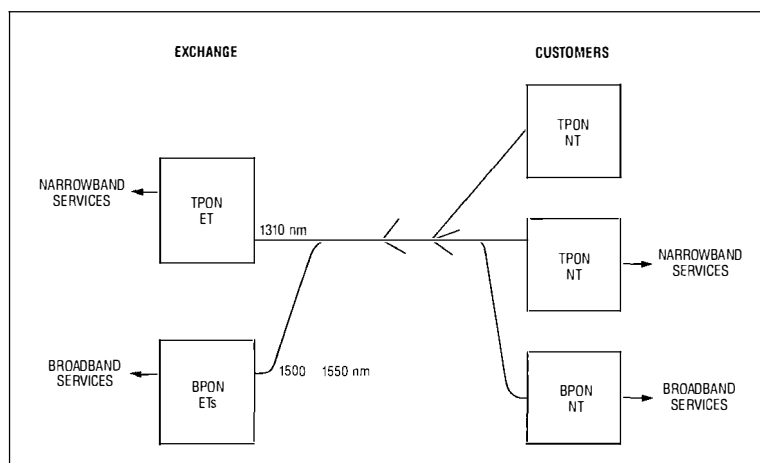 EXCHANGE
CUSTOMERS
TPON
NT
NARROWBAND
SERVICES
TPON
ET
1310 nm
TPON
NT
NARROWBAND
SERVICES
BROADBAND
SERVICES
BPON
ETs
1500 1550 nm
BPON
NT
BROADBAND
SERVICES